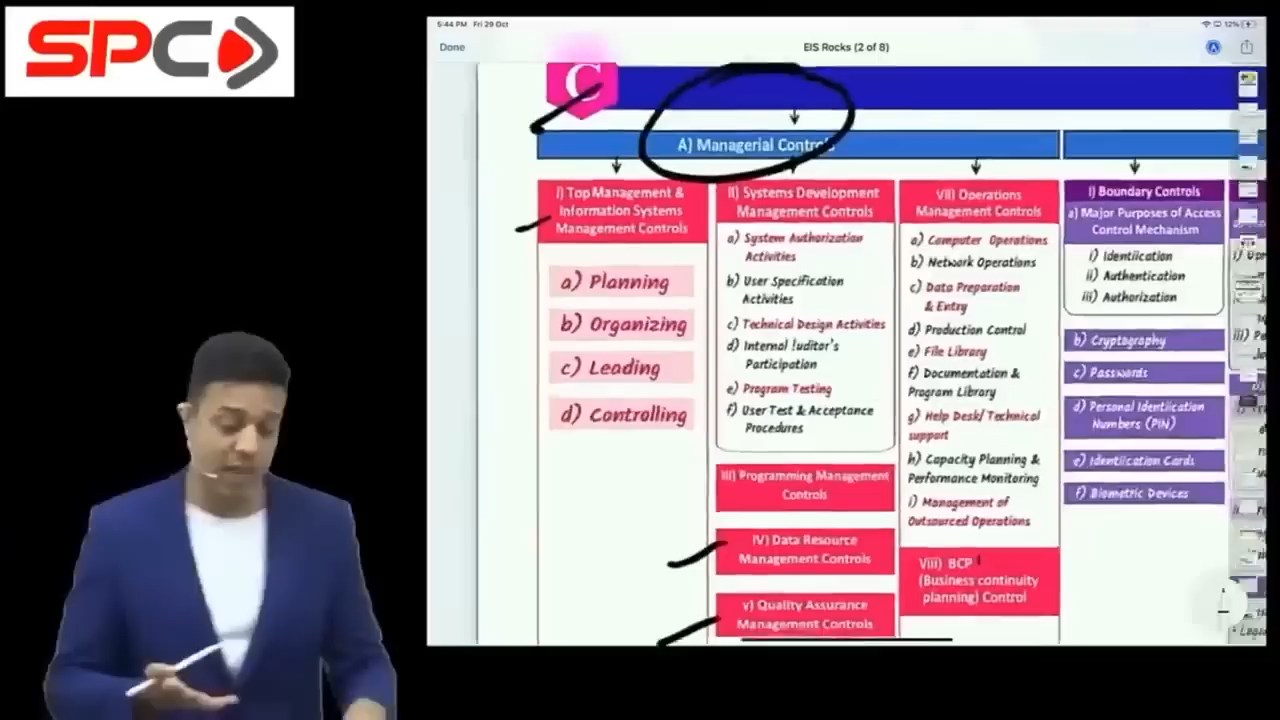 SPC
5:44 PM Fri 29 Oct
12%
Done
EIS Rocks (2 of 8)
C
A) Managerial Controls
I) Top Management &
Information Systems
Management Controls
a) Planning
b) Organizing
c) Leading
d) Controlling
II) Systems Development
Management Controls
a) System Authorization
Activities
b) User Specification
Activities
c) Technical Design Activities
d) Internal !uditor's
Participation
e) Program Testing
f) User Test & Acceptance
Procedures
III) Programming Management
Controls
IV) Data Resource
Management Controls
V) Quality Assurance
Management Controls
VII) Operations
Management Controls
a) Computer Operations
b) Network Operations
c) Data Preparation
& Entry
d) Production Control
e) File Library
f) Documentation &
Program Library
g) Help Desk/ Technical
support
h) Capacity Planning &
Performance Monitoring
i) Management of
Outsourced Operations
Viii) BCP
(Business continuity
planning) Control
I) Boundary Controls
a) Major Purposes of Access
Control Mechanism
i) Identiication
ii) Authentication
iii) Authorization
b) Cryptography
c) Passwords
d) Personal Identiication
Numbers (PIN)
e) Identiication Cards
f) Biometric Devices